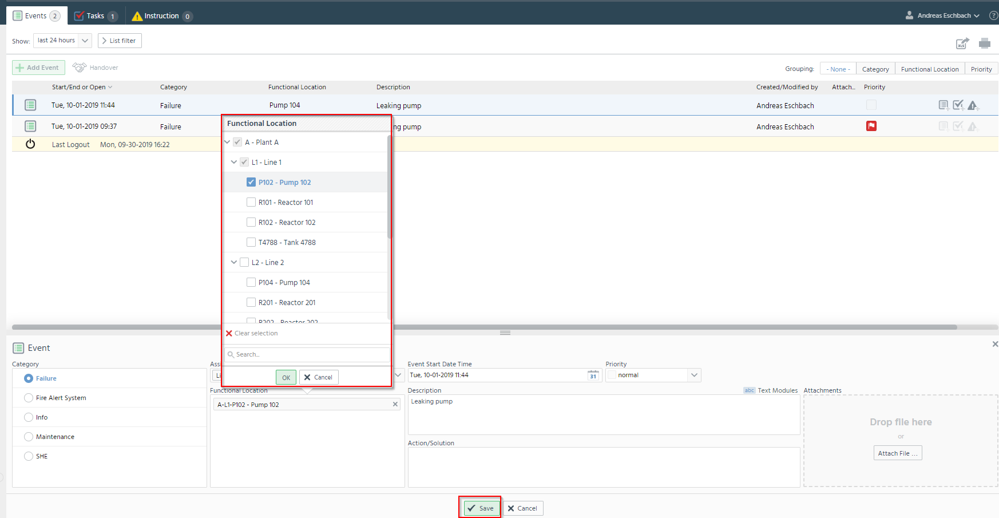 Events 2 Tasks 1 Instruction 0 Andreas Eschbach ?
Show: last 24 hours List filter XLS
Add Event Handover Grouping: - None - Category Functional Location Priority
Start/End or Open Category Functional Location Description Created/Modified by Attach... Priority
Tue, 10-01-2019 11:44 Failure Pump 104 Leaking pump Andreas Eschbach
Tue, 10-01-2019 09:37 Failure ng pump Andreas Eschbach
Last Logout Mon, 09-30-2019 16:22
Functional Location
A - Plant A
L1 - Line 1
P102 - Pump 102
R101 - Reactor 101
R102 - Reactor 102
T4788 - Tank 4788
L2 - Line 2
P104 - Pump 104
R201 - Reactor 201
R202 - Reactor 202
Clear selection
Search...
OK Cancel
Event
Category
Failure
Fire Alert System
Info
Maintenance
SHE
Assi
Li
Functional Location
A-L1-P102 - Pump 102
Event Start Date Time
Tue, 10-01-2019 11:44 31
Priority
normal
Description abc Text Modules
Leaking pump
Action/Solution
Attachments
Drop file here
or
Attach File ...
Save Cancel